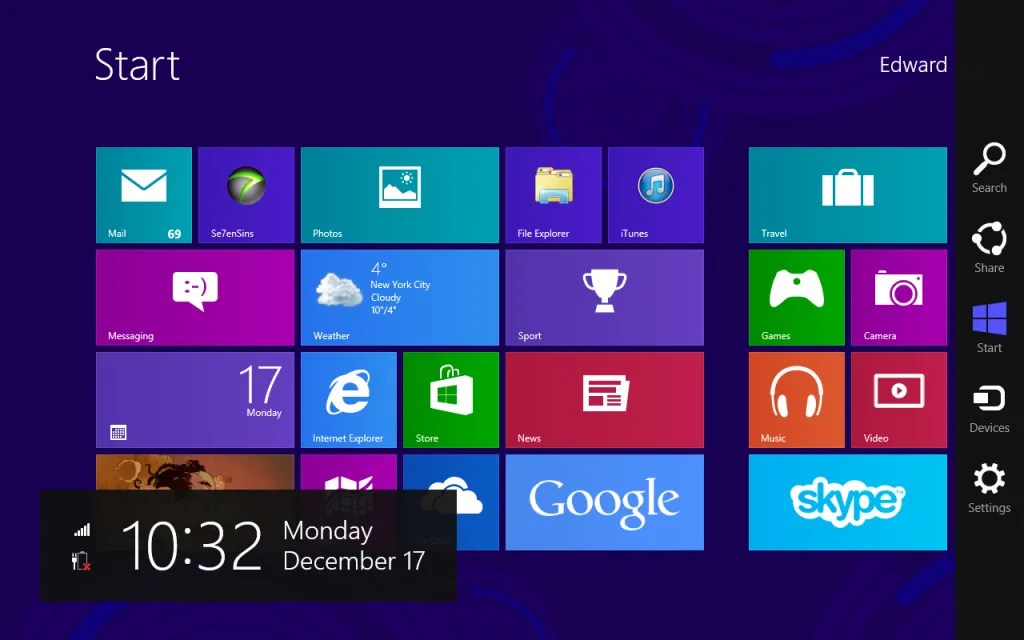 Start
Edward
Mail 69
Se7enSins
Photos
File Explorer
iTunes
Travel
Messaging
4°
New York City
Cloudy
10°/4°
Weather
Sport
Games
Camera
17
Monday
Internet Explorer
Store
News
Music
Video
Google
skype™
10:32
Monday
December 17
Search
Share
Start
Devices
Settings